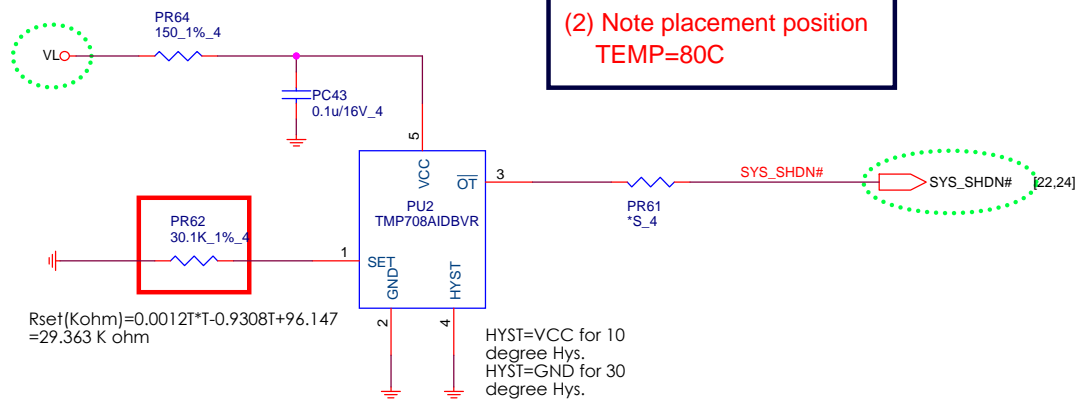 (2) Note placement position
TEMP=80C
PR64
150_1%_4
VL
PC43
0.1u/16V_4
5
VCC
3
OT
SYS_SHDN#
SYS_SHDN#
[22,24]
PU2
TMP708AIDBVR
PR61
*S_4
PR62
30.1K_1%_4
1
SET
GND
HYST
2
4
Rset(Kohm)=0.0012T*T-0.9308T+96.147
=29.363 K ohm
HYST=VCC for 10
degree Hys.
HYST=GND for 30
degree Hys.